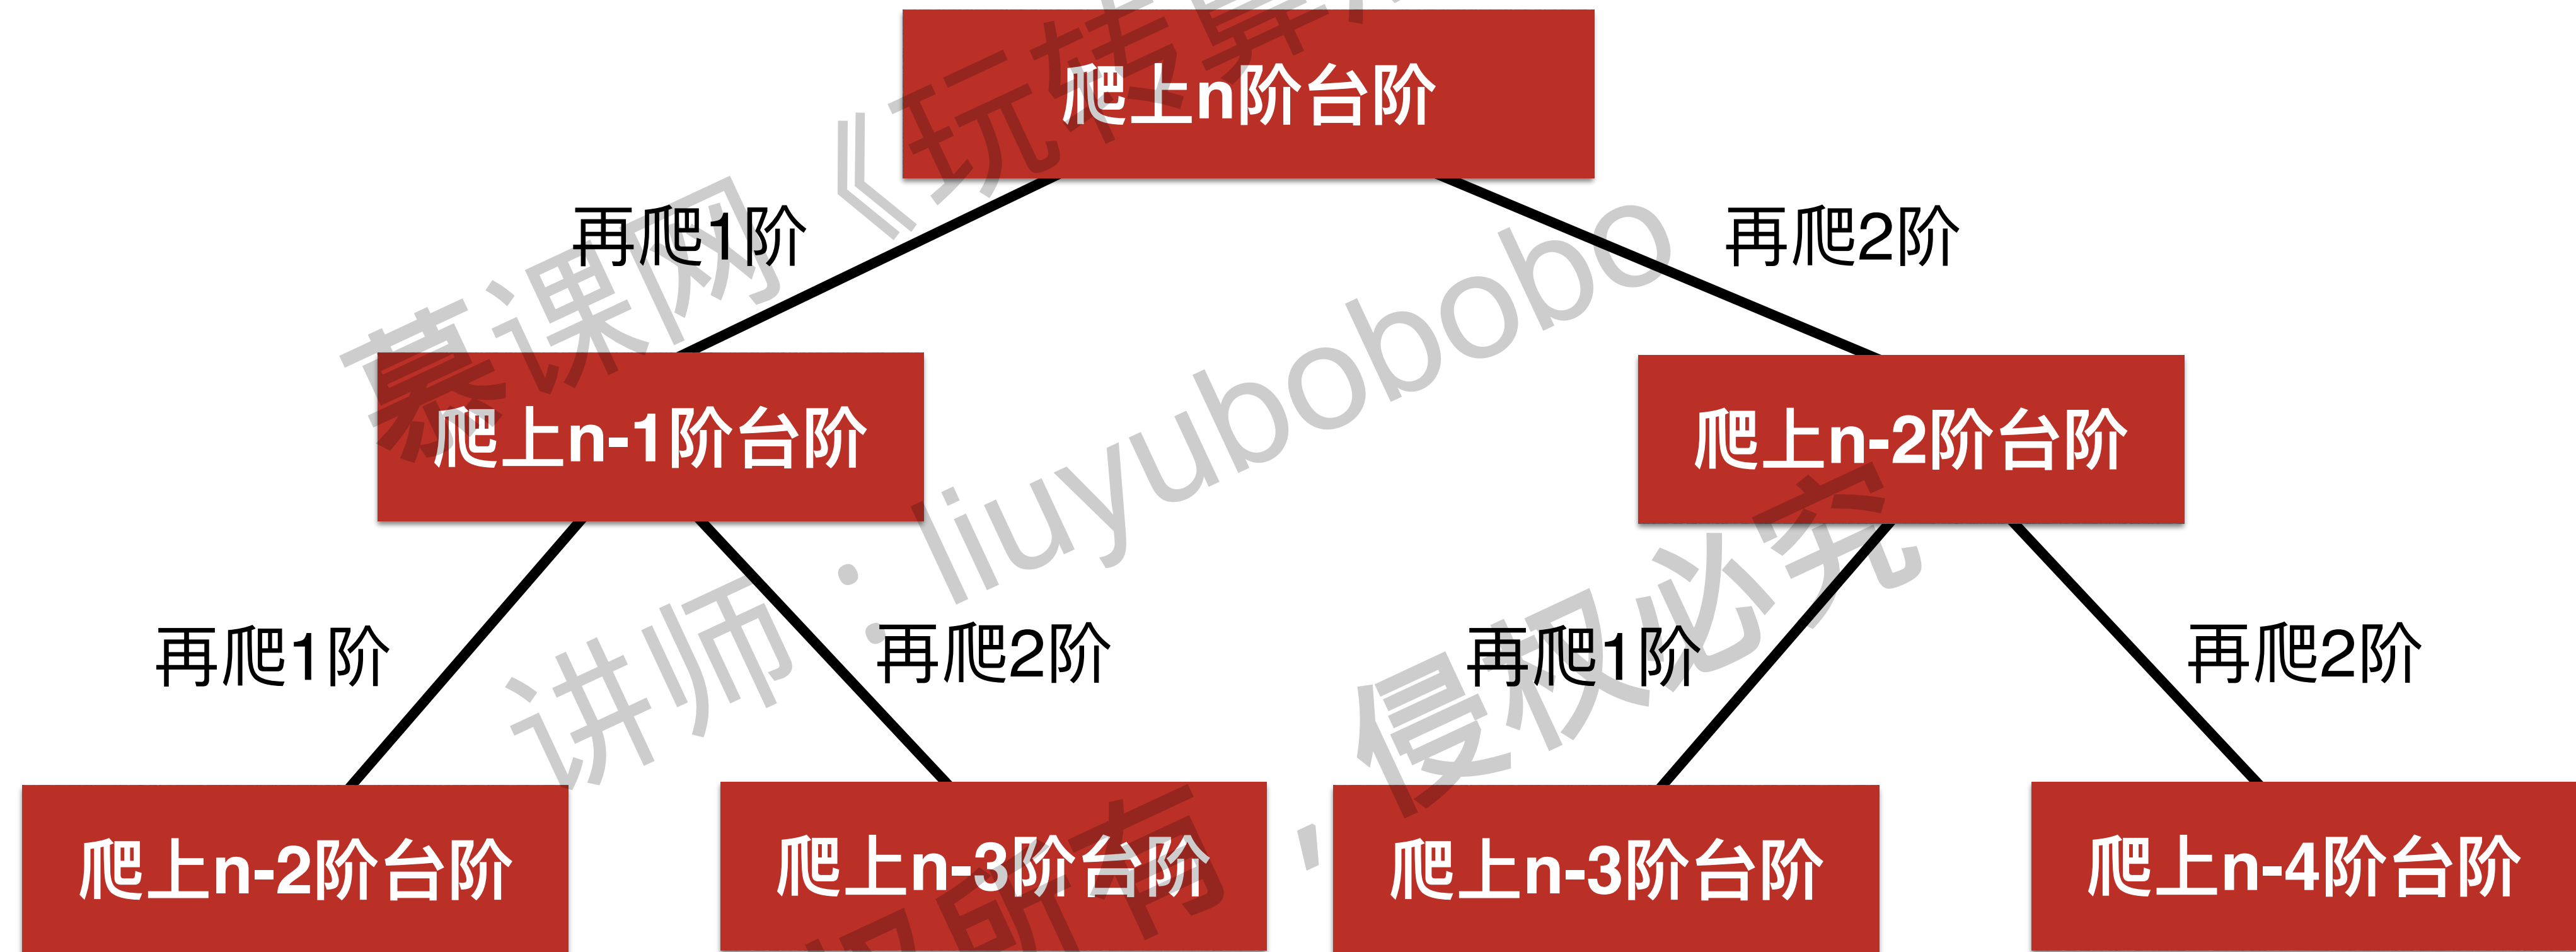 爬上n阶台阶
再爬1阶
再爬2阶
爬上n-1阶台阶
爬上n-2阶台阶
再爬1阶
再爬2阶
再爬1阶
再爬2阶
爬上n-2阶台阶
爬上n-3阶台阶
爬上n-3阶台阶
爬上n-4阶台阶
慕课网《玩转算
讲师：liuyubobobo
权所有，侵权必究